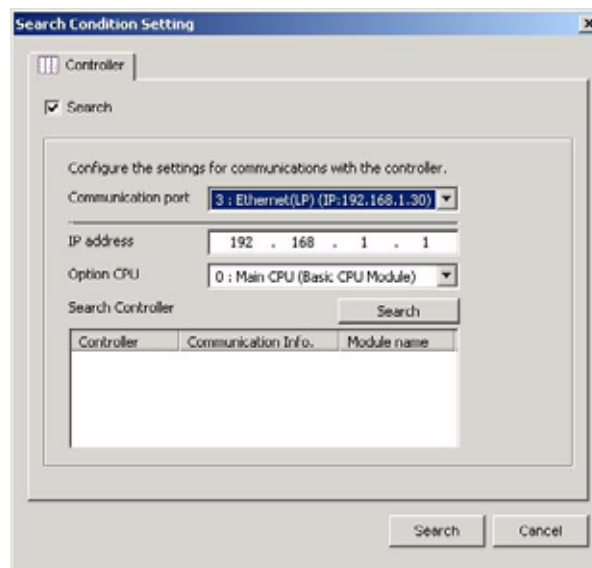 Search Condition Setting
Controller
Search
Configure the settings for communications with the controller.
Communication port 3 : Ethernet(LP) (IP:192.168.1.30)
IP address 192 . 168 . 1 . 1
Option CPU 0 : Main CPU (Basic CPU Module)
Search Controller Search
Controller Communication Info. Module name
Search Cancel